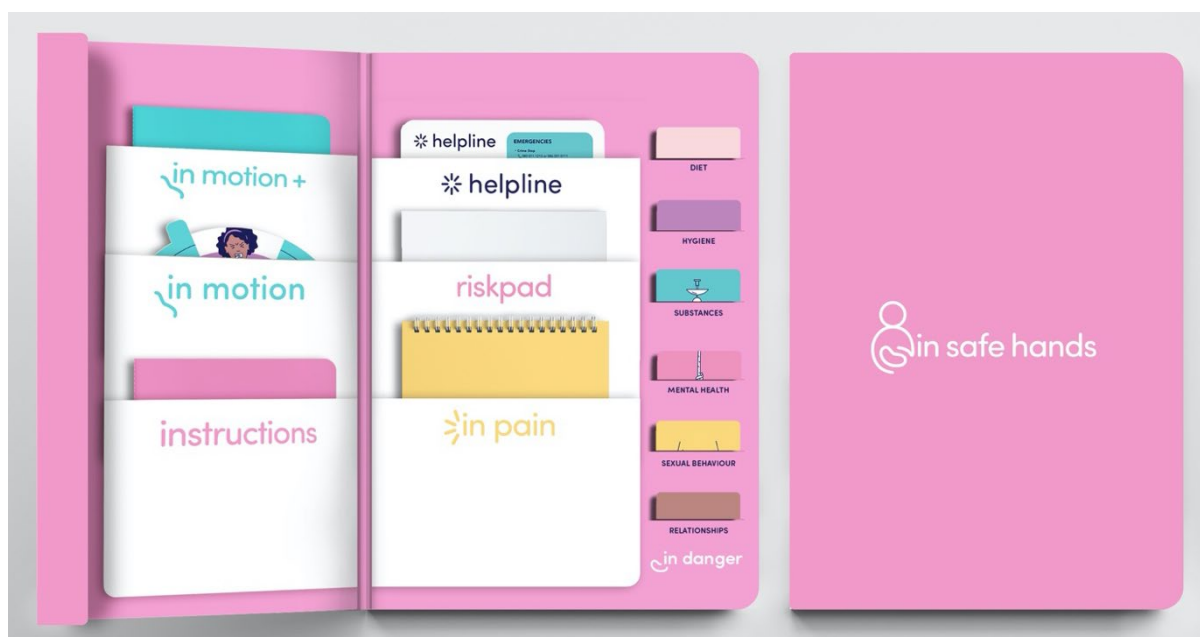 in motion +
in motion
instructions
helpline
EMERGENCIES
helpline
riskpad
in pain
DIET
HYGIENE
SUBSTANCES
MENTAL HEALTH
SEXUAL BEHAVIOUR
RELATIONSHIPS
in danger
in safe hands